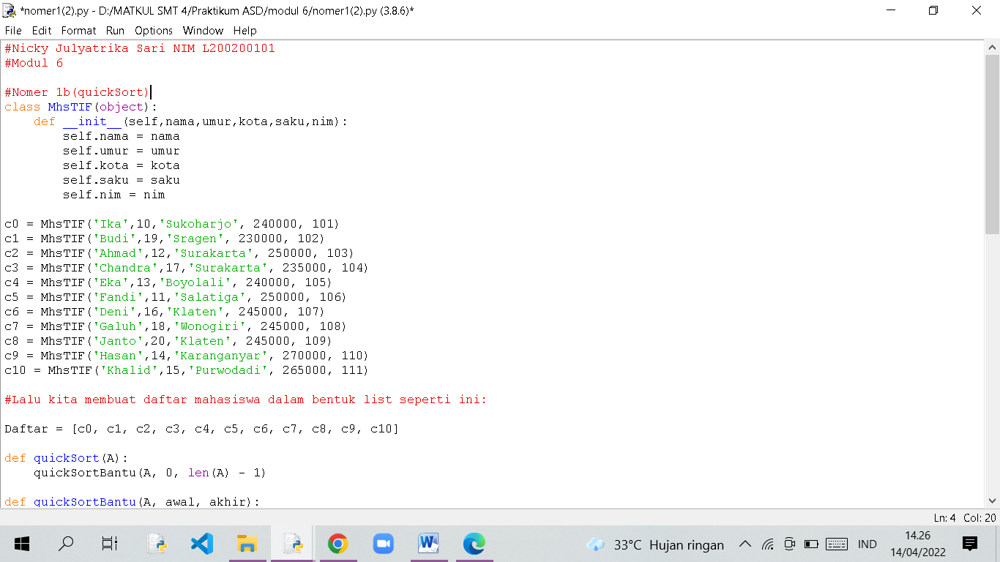 *nomer1(2).py - D:/MATKUL SMT 4/Praktikum ASD/modul 6/nomer1(2).py (3.8.6)*
File Edit Format Run Options Window Help
#Nicky Julyatrika Sari NIM L200200101
#Modul 6
#Nomer 1b(quickSort)
class MhsTIF(object):
    def __init__(self,nama,umur,kota,saku,nim):
        self.nama = nama
        self.umur = umur
        self.kota = kota
        self.saku = saku
        self.nim = nim
c0 = MhsTIF('Ika',10,'Sukoharjo', 240000, 101)
c1 = MhsTIF('Budi',19,'Sragen', 230000, 102)
c2 = MhsTIF('Ahmad',12,'Surakarta', 250000, 103)
c3 = MhsTIF('Chandra',17,'Surakarta', 235000, 104)
c4 = MhsTIF('Eka',13,'Boyolali', 240000, 105)
c5 = MhsTIF('Fandi',11,'Salatiga', 250000, 106)
c6 = MhsTIF('Deni',16,'Klaten', 245000, 107)
c7 = MhsTIF('Galuh',18,'Wonogiri', 245000, 108)
c8 = MhsTIF('Janto',20,'Klaten', 245000, 109)
c9 = MhsTIF('Hasan',14,'Karanganyar', 270000, 110)
c10 = MhsTIF('Khalid',15,'Purwodadi', 265000, 111)
#Lalu kita membuat daftar mahasiswa dalam bentuk list seperti ini:
Daftar = [c0, c1, c2, c3, c4, c5, c6, c7, c8, c9, c10]
def quickSort(A):
    quickSortBantu(A, 0, len(A) - 1)
def quickSortBantu(A, awal, akhir):
Ln: 4 Col: 20
33°C Hujan ringan
IND
14.26
14/04/2022